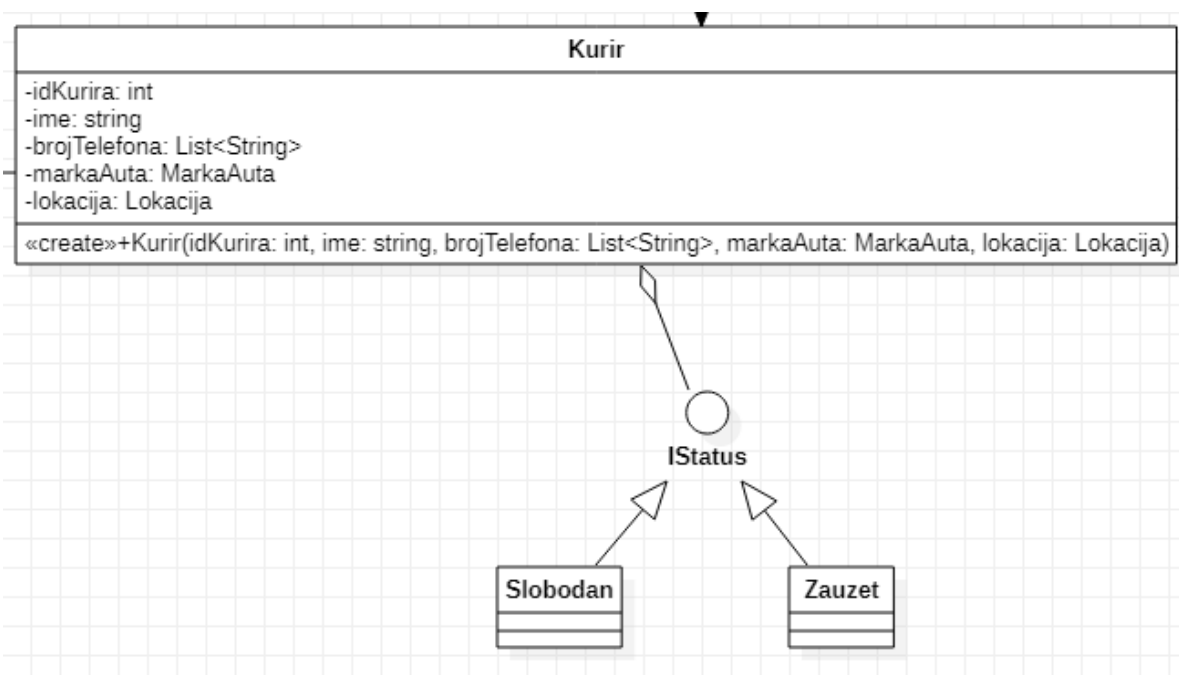 Kurir
-idKurira: int
-ime: string
-brojTelefona: List<String>
-markaAuta: MarkaAuta
-lokacija: Lokacija
«create»+Kurir(idKurira: int, ime: string, brojTelefona: List<String>, markaAuta: MarkaAuta, lokacija: Lokacija)
IStatus
Slobodan
Zauzet